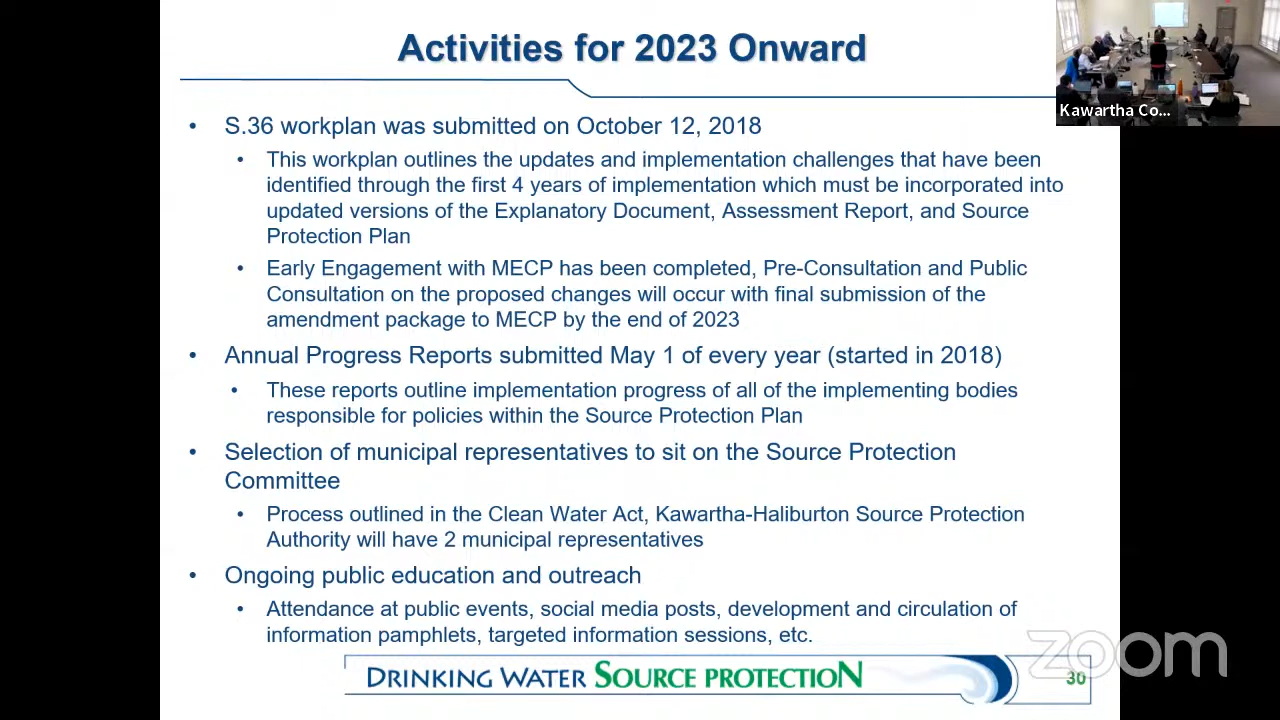 Activities for 2023 Onward
Kawartha Co...
• S.36 workplan was submitted on October 12, 2018
• This workplan outlines the updates and implementation challenges that have been
identified through the first 4 years of implementation which must be incorporated into
updated versions of the Explanatory Document, Assessment Report, and Source
Protection Plan
• Early Engagement with MECP has been completed, Pre-Consultation and Public
Consultation on the proposed changes will occur with final submission of the
amendment package to MECP by the end of 2023
• Annual Progress Reports submitted May 1 of every year (started in 2018)
• These reports outline implementation progress of all of the implementing bodies
responsible for policies within the Source Protection Plan
• Selection of municipal representatives to sit on the Source Protection
Committee
• Process outlined in the Clean Water Act, Kawartha-Haliburton Source Protection
Authority will have 2 municipal representatives
• Ongoing public education and outreach
• Attendance at public events, social media posts, development and circulation of
information pamphlets, targeted information sessions, etc.
DRINKING WATER SOURCE PROTECTION
30
zoom